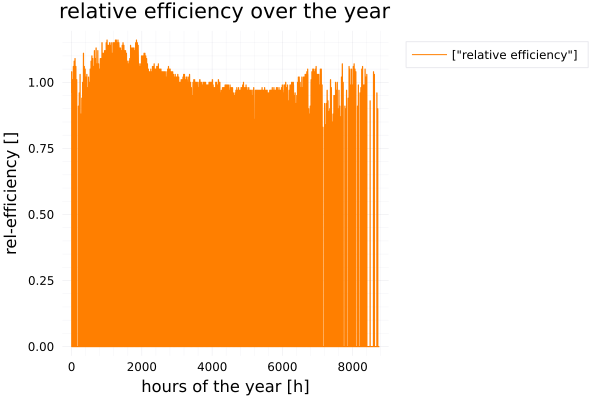 relative efficiency over the year
["relative efficiency"]
1.00
0.75
0.50
0.25
0.00
rel-efficiency []
0 2000 4000 6000 8000
hours of the year [h]